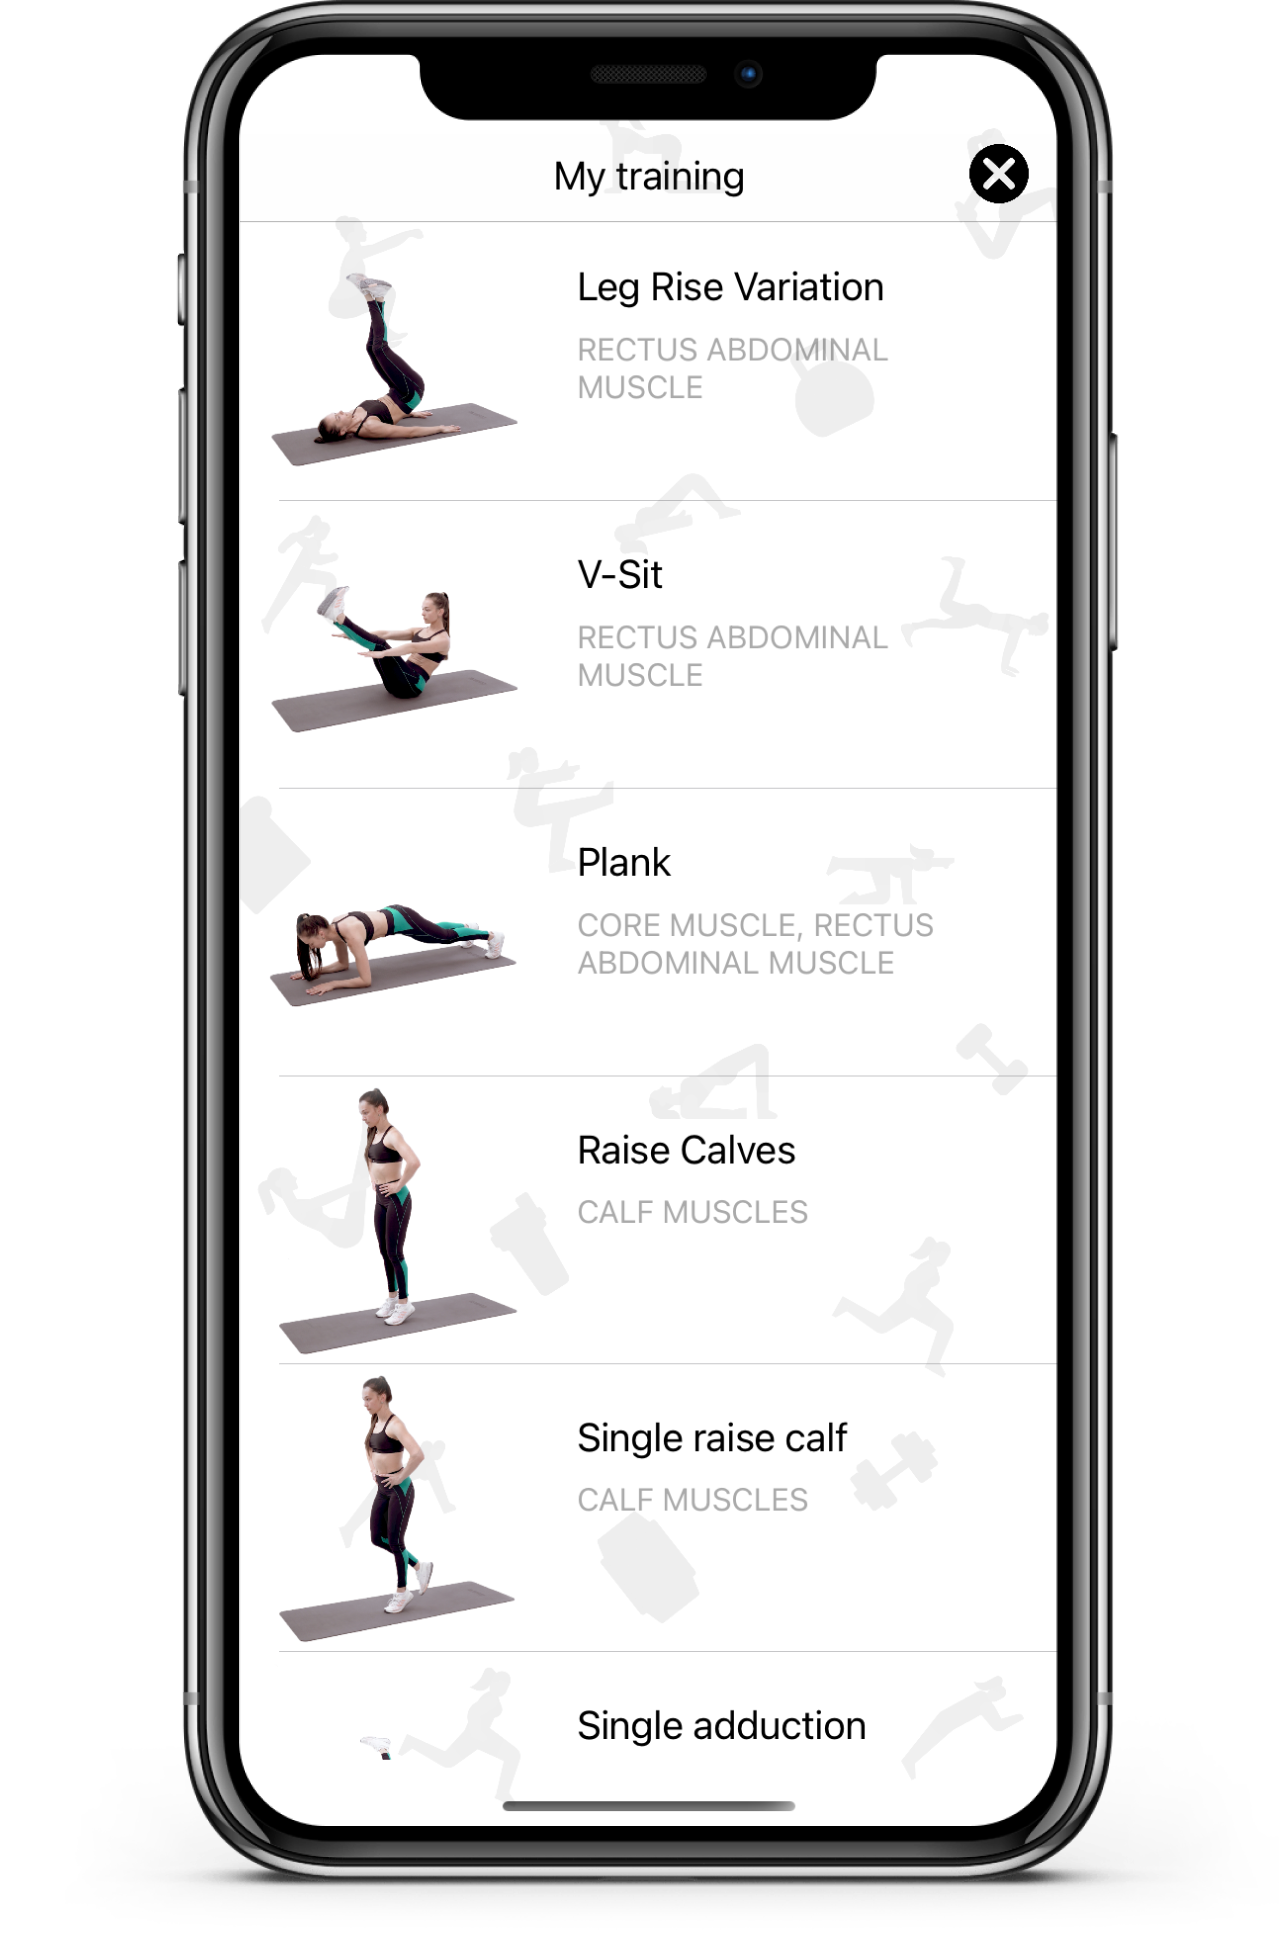 My training
Leg Rise Variation
RECTUS ABDOMINAL
MUSCLE
V-Sit
RECTUS ABDOMINAL
MUSCLE
Plank
CORE MUSCLE, RECTUS
ABDOMINAL MUSCLE
Raise Calves
CALF MUSCLES
Single raise calf
CALF MUSCLES
Single adduction